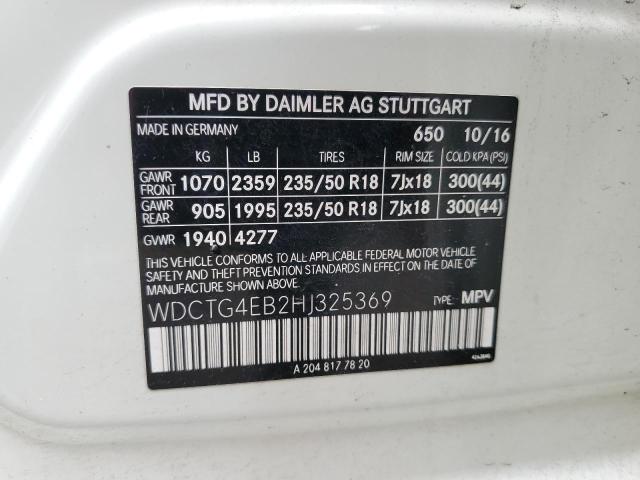 MFD BY DAIMLER AG STUTTGART
MADE IN GERMANY 650 10/16
KG LB TIRES RIM SIZE COLD KPA (PSI)
GAWR FRONT 1070 2359 235/50 R18 7Jx18 300(44)
GAWR REAR 905 1995 235/50 R18 7Jx18 300(44)
GVWR 1940 4277
THIS VEHICLE CONFORMS TO ALL APPLICABLE FEDERAL MOTOR VEHICLE
SAFETY AND THEFT PREVENTION STANDARDS IN EFFECT ON THE DATE OF
MANUFACTURE SHOWN ABOVE.
WDCTG4EB2HJ325369 TYPE: MPV
A 204 817 78 20